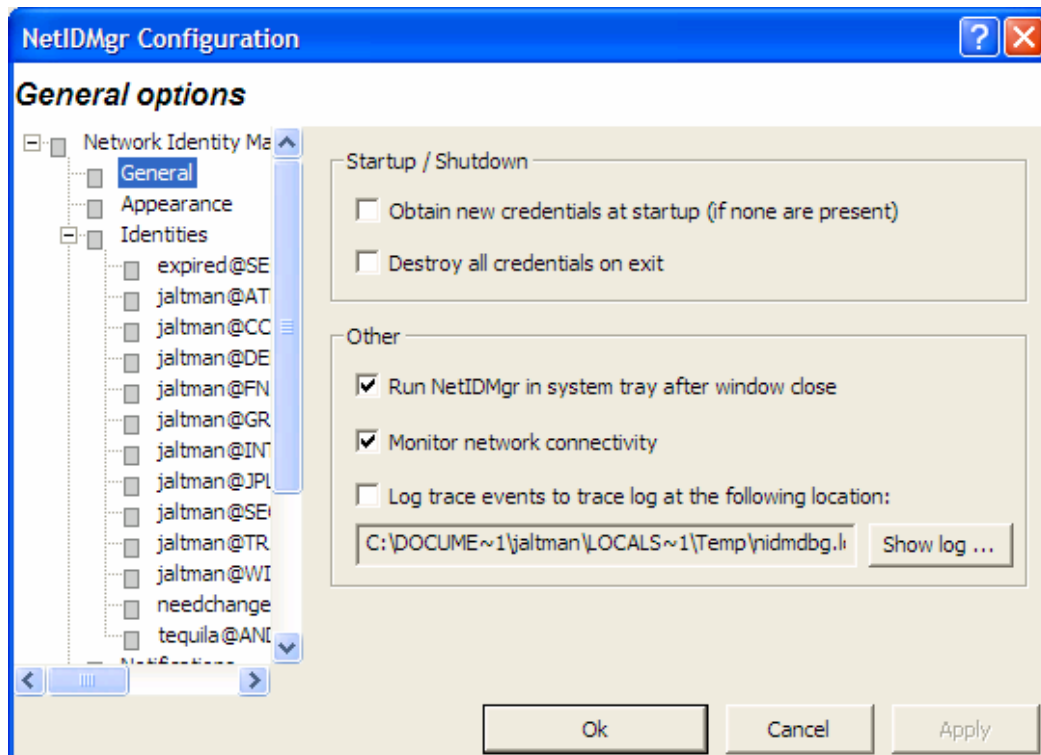 NetIDMgr Configuration
General options
Network Identity Ma
General
Appearance
Identities
expired@SE
jaltman@AT
jaltman@CO
jaltman@DE
jaltman@FN
jaltman@GR
jaltman@INT
jaltman@JPL
jaltman@SE
jaltman@TR
jaltman@WI
needchange
tequila@AND
Notifications
Startup / Shutdown
Obtain new credentials at startup (if none are present)
Destroy all credentials on exit
Other
Run NetIDMgr in system tray after window close
Monitor network connectivity
Log trace events to trace log at the following location:
C:\DOCUME~1\jaltman\LOCALS~1\Temp\nidmdbg.l
Show log ...
Ok
Cancel
Apply